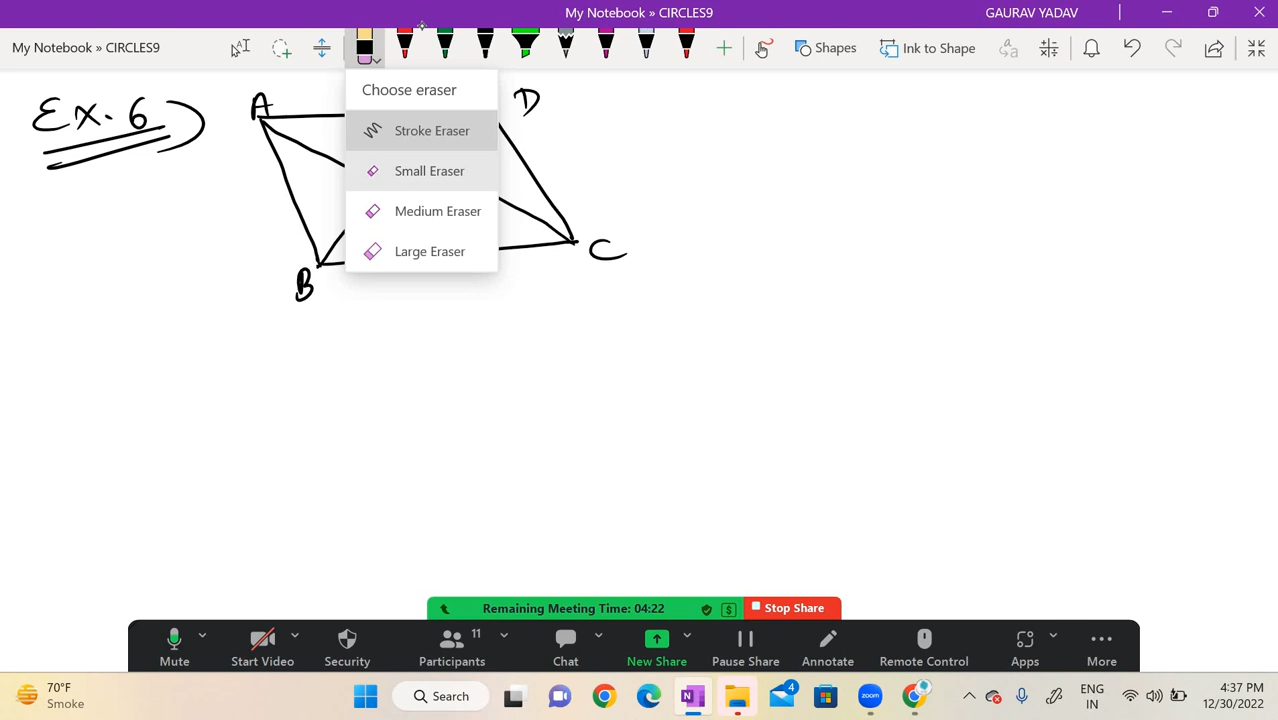 My Notebook » CIRCLES9
GAURAV YADAV
My Notebook » CIRCLES9
Shapes
Ink to Shape
Choose eraser
Stroke Eraser
Small Eraser
Medium Eraser
Large Eraser
Ex. 6)
A
D
B
C
Remaining Meeting Time: 04:22
Stop Share
Mute
Start Video
Security
11
Participants
Chat
New Share
Pause Share
Annotate
Remote Control
Apps
More
70°F
Smoke
Search
4
zoom
ENG
IN
4:37 PM
12/30/2022